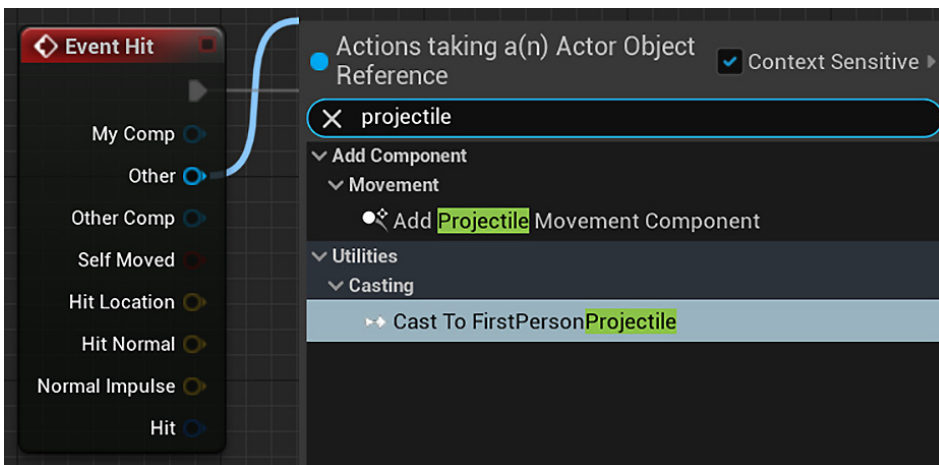 Event Hit
My Comp
Other
Other Comp
Self Moved
Hit Location
Hit Normal
Normal Impulse
Hit
Actions taking a(n) Actor Object
Reference
Context Sensitive
projectile
Add Component
Movement
Add Projectile Movement Component
Utilities
Casting
Cast To FirstPersonProjectile